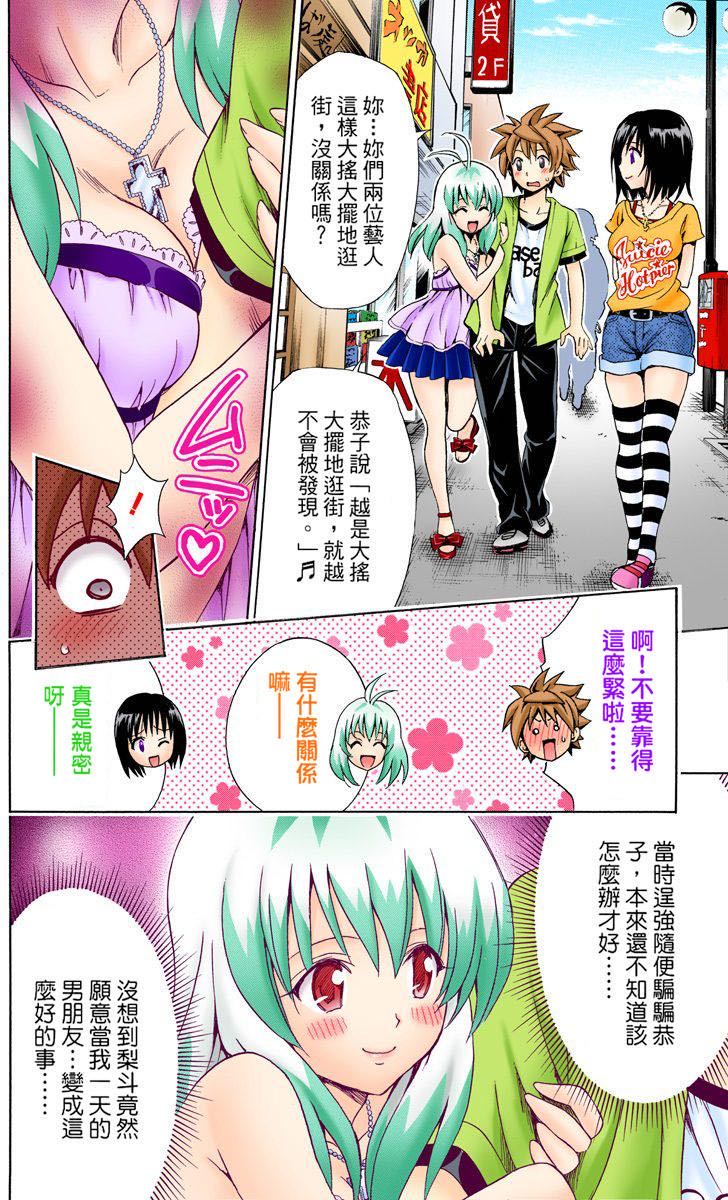 貸
2F
妳…妳們兩位藝人
這樣大搖大擺地逛
街，沒關係嗎？
ase
ba
Juicie
Hotpier
恭子說「越是大搖
大擺地逛街，就越
不會被發現。」♬
ムニッ♡
！
啊！不要靠得
這麼緊啦……
有什麼關係
嘛——
真是親密
呀——
當時逞強隨便騙騙恭
子，本來還不知道該
怎麼辦才好……
沒想到梨斗竟然
願意當我一天的
男朋友…變成這
麼好的事……